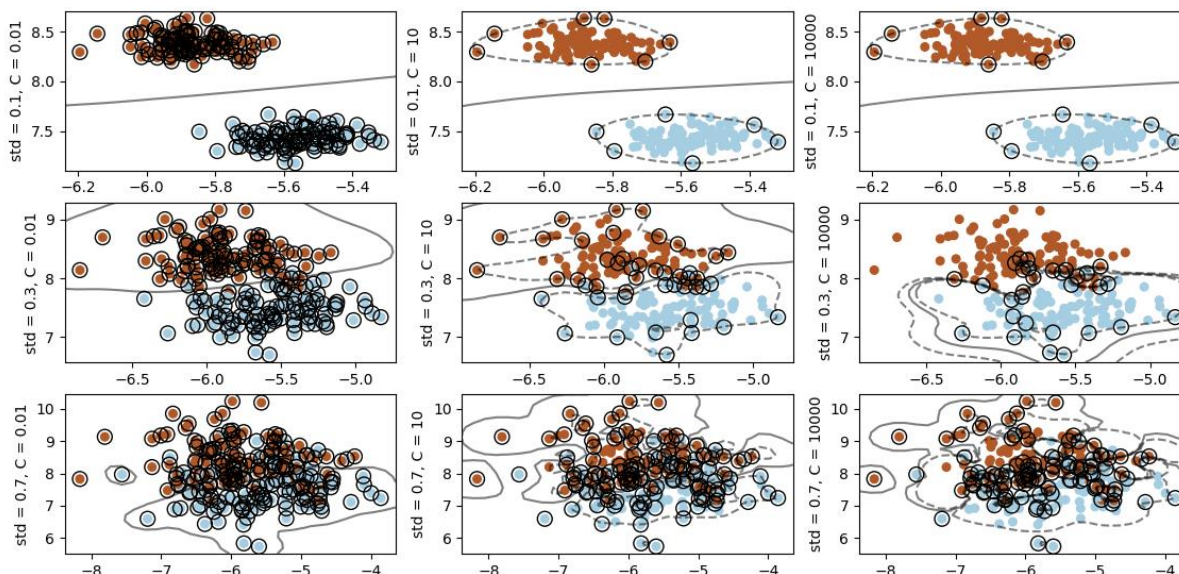 std = 0.1, C = 0.01
8.5
8.0
7.5
−6.2 −6.0 −5.8 −5.6 −5.4
std = 0.1, C = 10
8.5
8.0
7.5
−6.2 −6.0 −5.8 −5.6 −5.4
std = 0.1, C = 10000
8.5
8.0
7.5
−6.2 −6.0 −5.8 −5.6 −5.4
std = 0.3, C = 0.01
9
8
7
−6.5 −6.0 −5.5 −5.0
std = 0.3, C = 10
9
8
7
−6.5 −6.0 −5.5 −5.0
std = 0.3, C = 10000
9
8
7
−6.5 −6.0 −5.5 −5.0
std = 0.7, C = 0.01
10
9
8
7
6
−8 −7 −6 −5 −4
std = 0.7, C = 10
10
9
8
7
6
−8 −7 −6 −5 −4
std = 0.7, C = 10000
10
9
8
7
6
−8 −7 −6 −5 −4